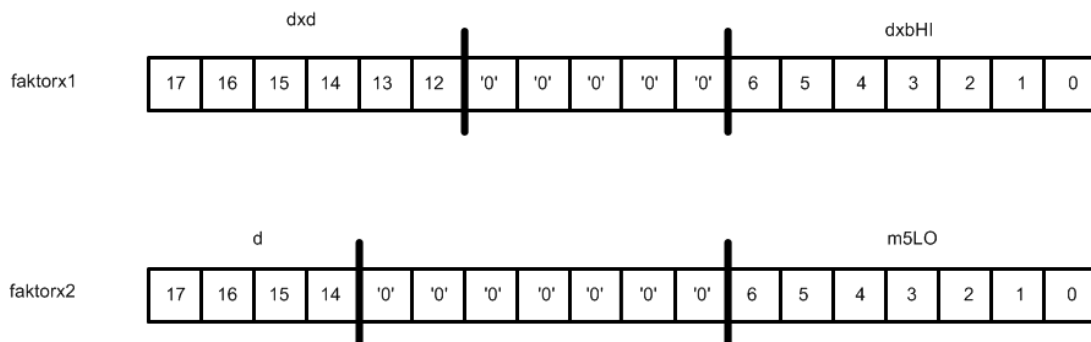 dxd dxbHI
faktorx1 17 16 15 14 13 12 '0' '0' '0' '0' '0' 6 5 4 3 2 1 0
d m5LO
faktorx2 17 16 15 14 '0' '0' '0' '0' '0' '0' '0' 6 5 4 3 2 1 0